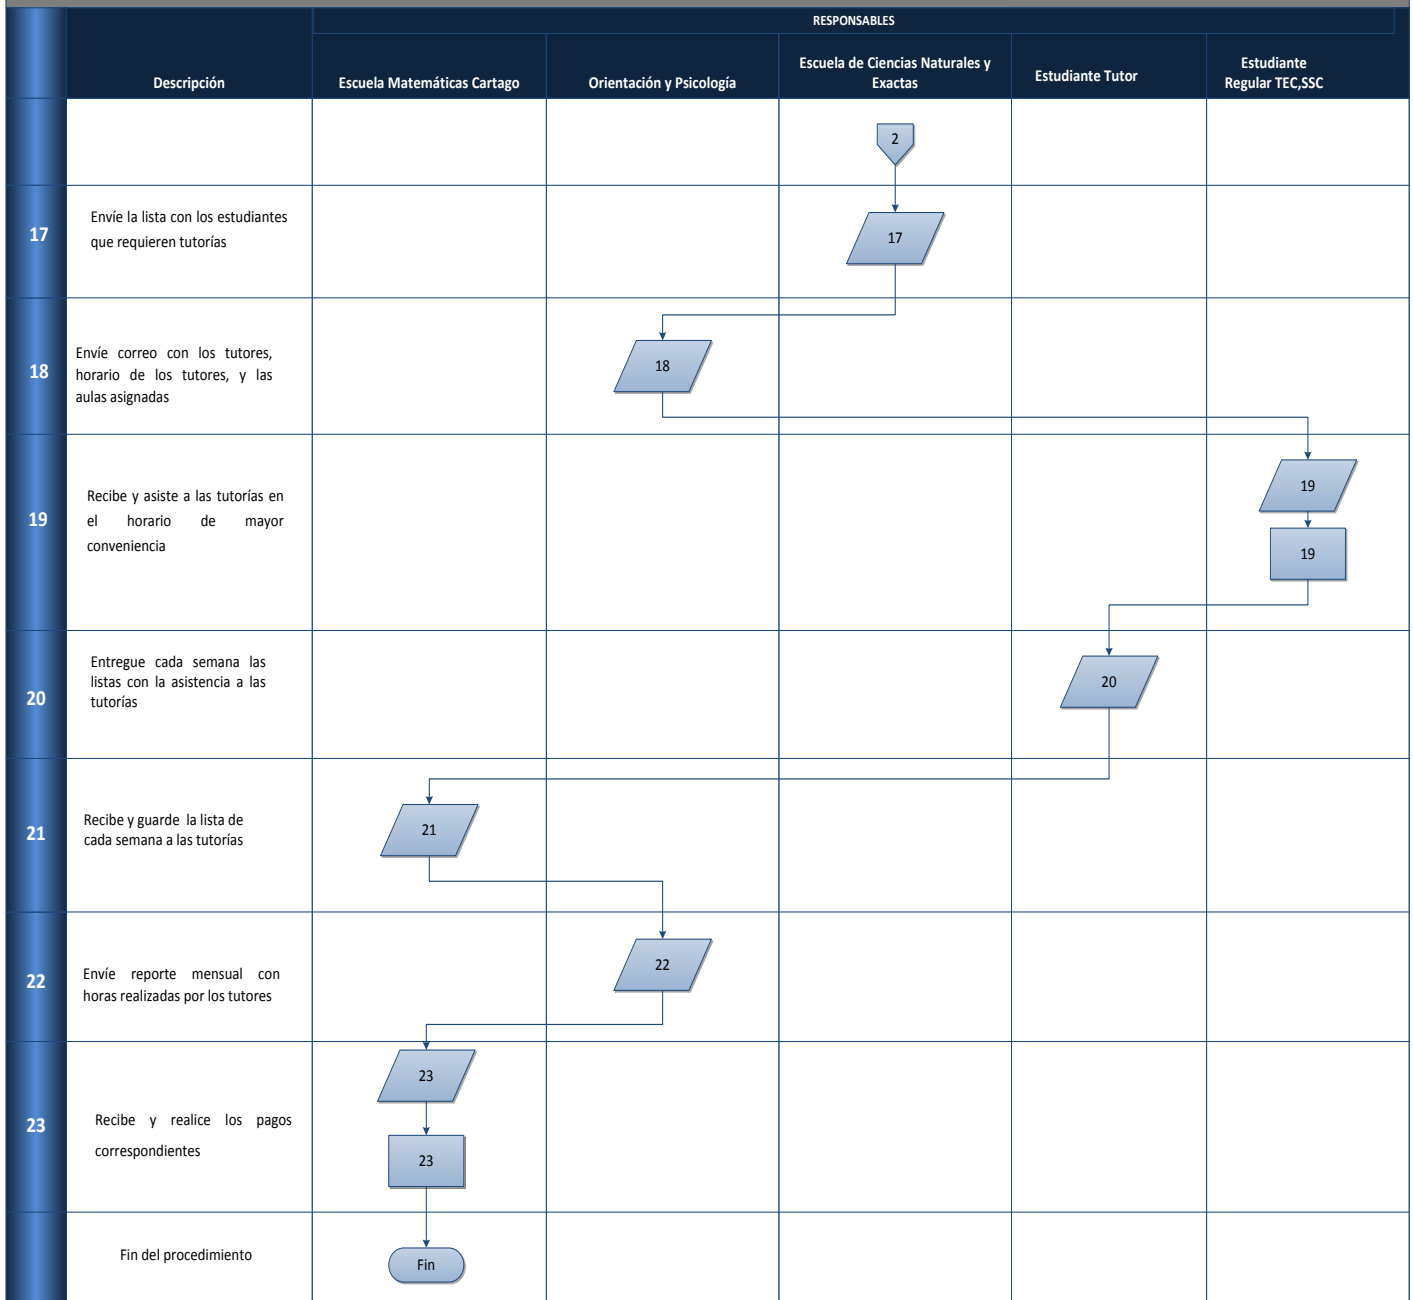 RESPONSABLES
Descripción
Escuela Matemáticas Cartago
Orientación y Psicología
Escuela de Ciencias Naturales y
Exactas
Estudiante Tutor
Estudiante
Regular TEC,SSC
2
17
Envíe la lista con los estudiantes
que requieren tutorías
17
18
Envíe correo con los tutores,
horario de los tutores, y las
aulas asignadas
18
19
Recibe y asiste a las tutorías en
el horario de mayor
conveniencia
19
19
20
Entregue cada semana las
listas con la asistencia a las
tutorías
20
21
Recibe y guarde la lista de
cada semana a las tutorías
21
22
Envíe reporte mensual con
horas realizadas por los tutores
22
23
Recibe y realice los pagos
correspondientes
23
23
Fin del procedimiento
Fin